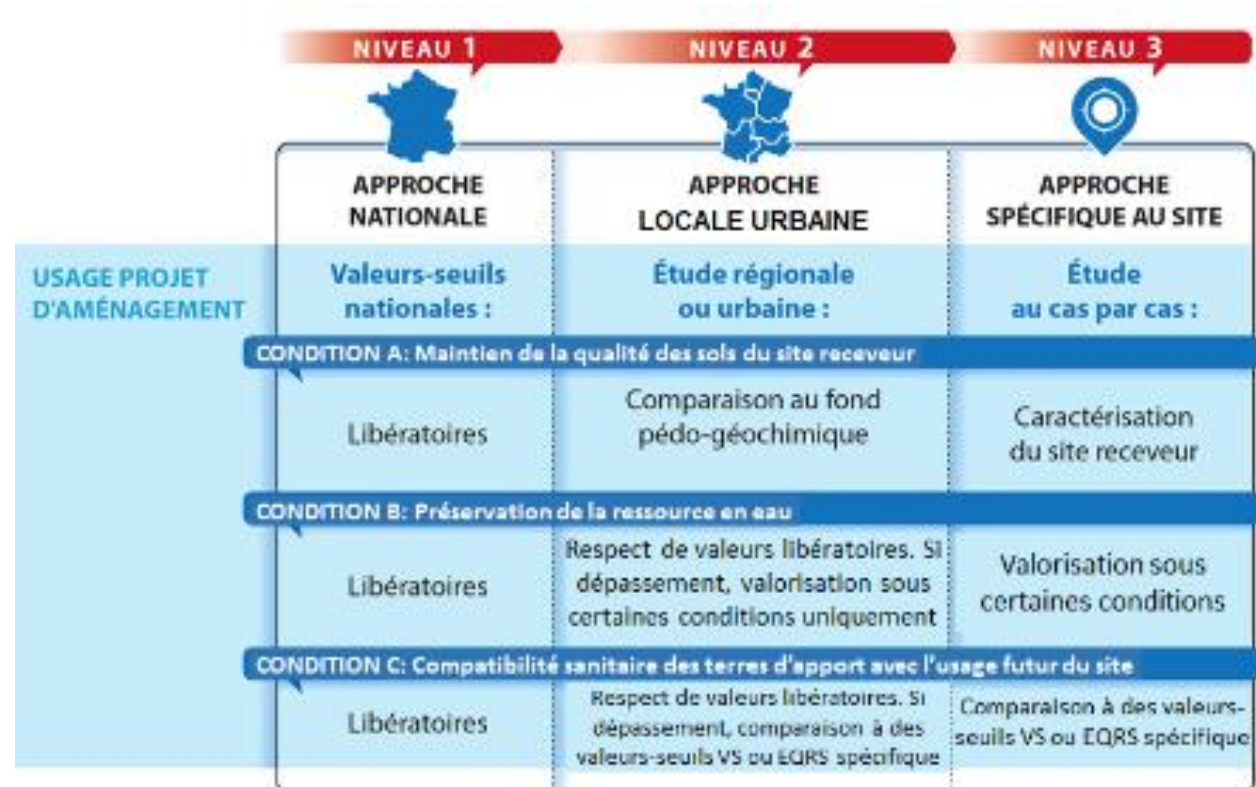 NIVEAU 1
NIVEAU 2
NIVEAU 3
APPROCHE
NATIONALE
APPROCHE
LOCALE URBAINE
APPROCHE
SPÉCIFIQUE AU SITE
USAGE PROJET
D'AMÉNAGEMENT
Valeurs-seuils
nationales :
Étude régionale
ou urbaine :
Étude
au cas par cas :
CONDITION A: Maintien de la qualité des sols du site receveur
Libératoires
Comparaison au fond
pédo-géochimique
Caractérisation
du site receveur
CONDITION B: Préservation de la ressource en eau
Libératoires
Respect de valeurs libératoires. Si
dépassement, valorisation sous
certaines conditions uniquement
Valorisation sous
certaines conditions
CONDITION C: Compatibilité sanitaire des terres d'apport avec l'usage futur du site
Libératoires
Respect de valeurs libératoires. Si
dépassement, comparaison à des
valeurs-seuils VS ou EQRS spécifique
Comparaison à des valeurs-
seuils VS ou EQRS spécifique